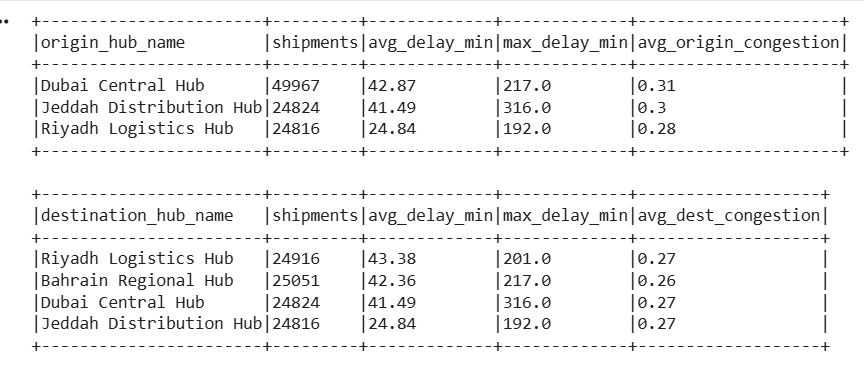 +----------------------+---------+-------------+-------------+---------------------+
|origin_hub_name       |shipments|avg_delay_min|max_delay_min|avg_origin_congestion|
+----------------------+---------+-------------+-------------+---------------------+
|Dubai Central Hub     |49967    |42.87        |217.0        |0.31                 |
|Jeddah Distribution Hub|24824    |41.49        |316.0        |0.3                  |
|Riyadh Logistics Hub  |24816    |24.84        |192.0        |0.28                 |
+----------------------+---------+-------------+-------------+---------------------+
+----------------------+---------+-------------+-------------+-------------------+
|destination_hub_name  |shipments|avg_delay_min|max_delay_min|avg_dest_congestion|
+----------------------+---------+-------------+-------------+-------------------+
|Riyadh Logistics Hub  |24916    |43.38        |201.0        |0.27               |
|Bahrain Regional Hub  |25051    |42.36        |217.0        |0.26               |
|Dubai Central Hub     |24824    |41.49        |316.0        |0.27               |
|Jeddah Distribution Hub|24816    |24.84        |192.0        |0.27               |
+----------------------+---------+-------------+-------------+-------------------+